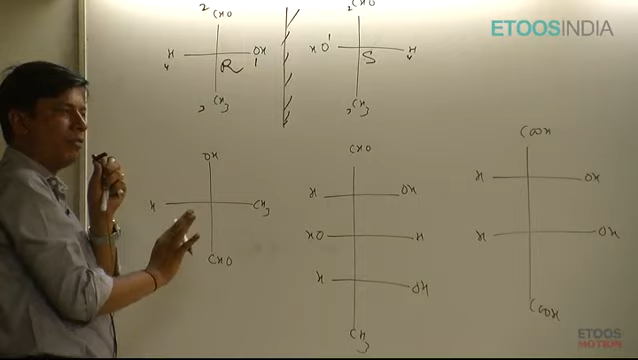 ETOOSINDIA
2 CHO
H OH
4 R 1
3 CH3
2 CHO
HO 1 H
S 4
3 CH3
OH
H CH3
CHO
CHO
H OH
HO H
H OH
CH3
COOH
H OH
H OH
COOH
ETOOS
MOTION